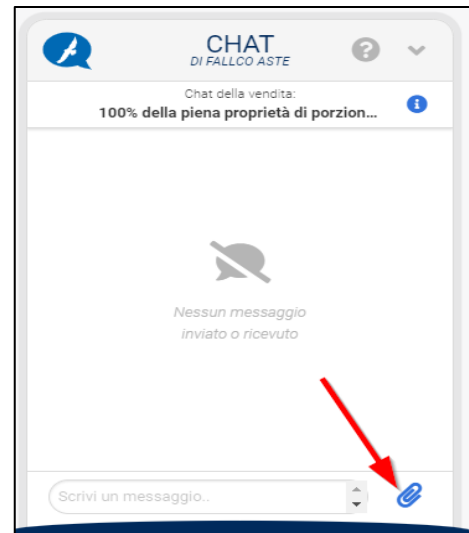 CHAT
DI FALLCO ASTE
Chat della vendita:
100% della piena proprietà di porzion...
Nessun messaggio
inviato o ricevuto
Scrivi un messaggio..